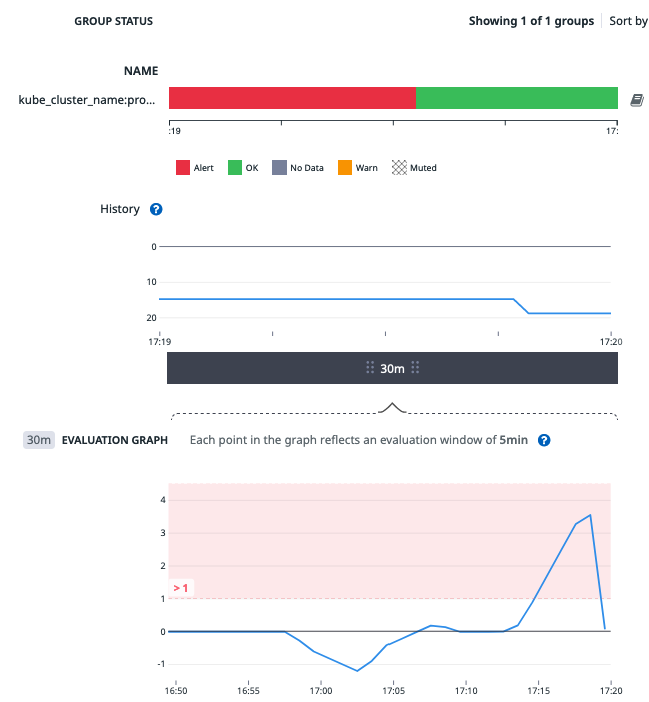 GROUP STATUS
Showing 1 of 1 groups Sort by
NAME
kube_cluster_name:pro...
:19 17:
Alert OK No Data Warn Muted
History ?
0
10
20
17:19 17:20
30m
30m EVALUATION GRAPH Each point in the graph reflects an evaluation window of 5min ?
4
3
2
> 1
1
0
-1
16:50 16:55 17:00 17:05 17:10 17:15 17:20